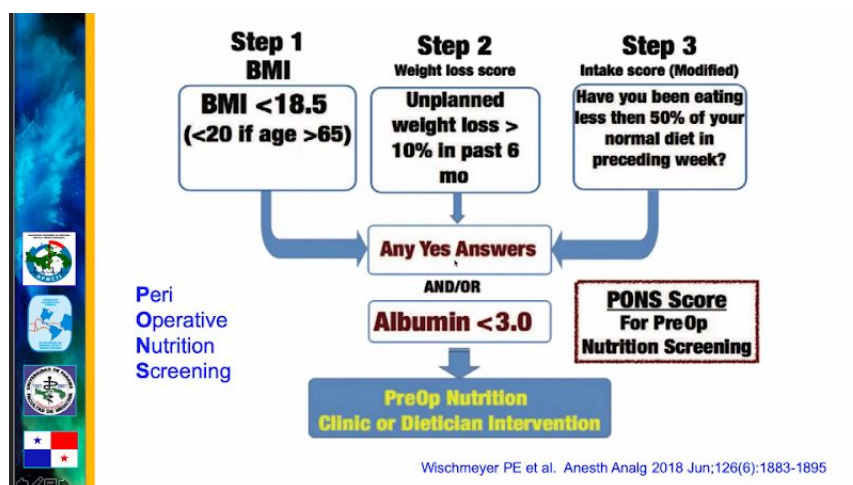 Step 1
BMI
BMI <18.5
(<20 if age >65)
Step 2
Weight loss score
Unplanned
weight loss >
10% in past 6
mo
Step 3
Intake score (Modified)
Have you been eating
less then 50% of your
normal diet in
preceding week?
Any Yes Answers
AND/OR
Albumin <3.0
PreOp Nutrition
Clinic or Dietician Intervention
Peri
Operative
Nutrition
Screening
PONS Score
For PreOp
Nutrition Screening
Wischmeyer PE et al. Anesth Analg 2018 Jun;126(6):1883-1895